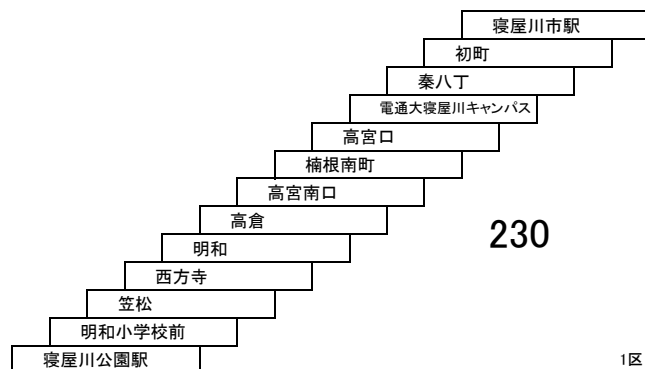 寝屋川市駅
初町
秦八丁
電通大寝屋川キャンパス
高宮口
楠根南町
高宮南口
高倉
230
明和
西方寺
笠松
明和小学校前
寝屋川公園駅
1区